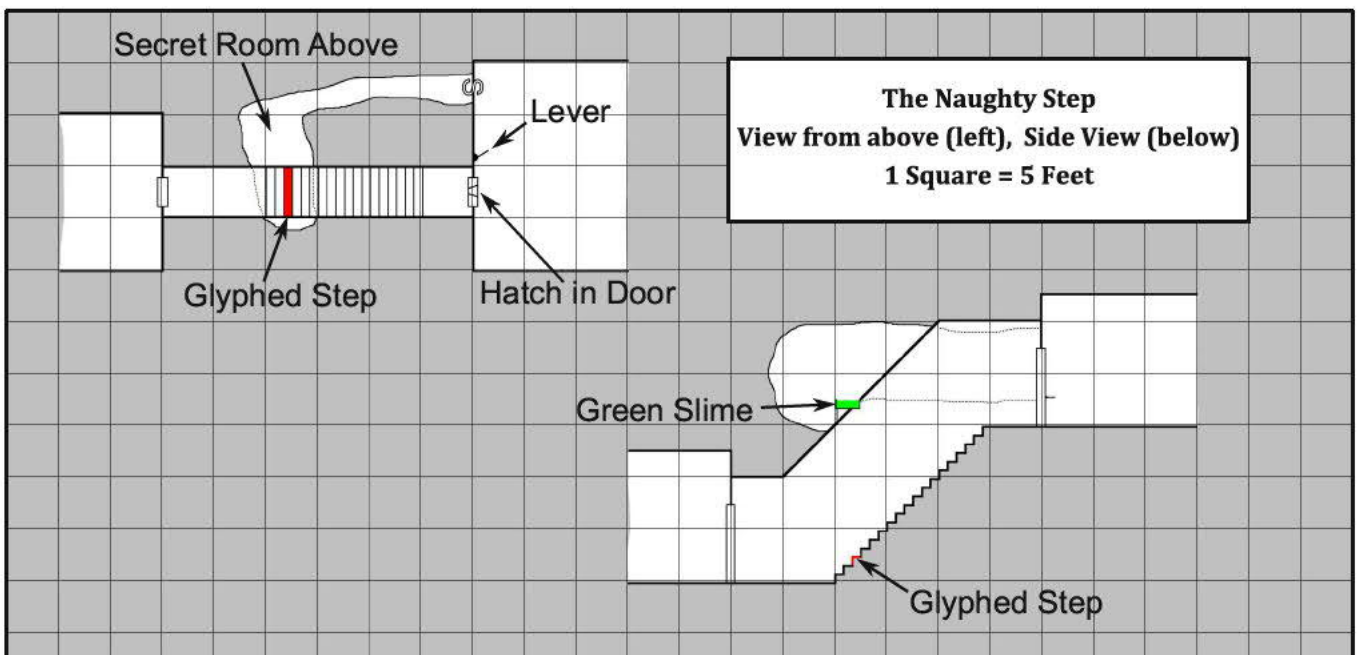 Secret Room Above
Lever
The Naughty Step
View from above (left), Side View (below)
1 Square = 5 Feet
S
Glyphed Step
Hatch in Door
Green Slime
Glyphed Step